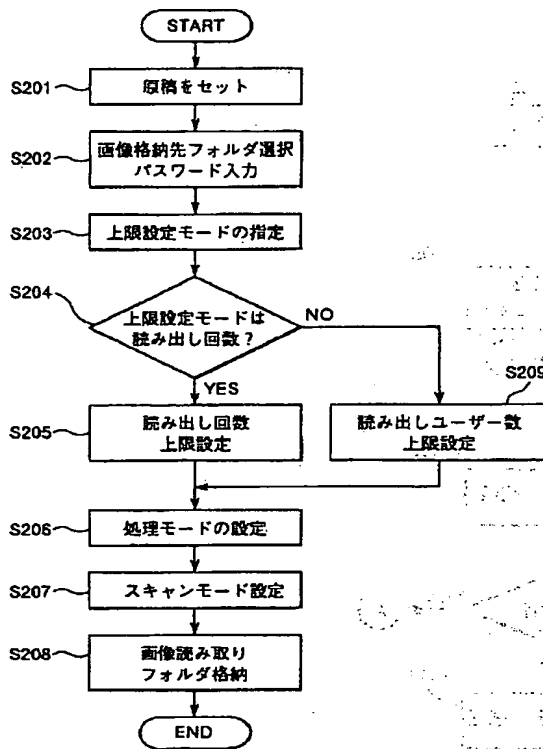 START
S201
原稿をセット
S202
画像格納先フォルダ選択
パスワード入力
S203
上限設定モードの指定
S204
上限設定モードは
読み出し回数？
NO
YES
S205
読み出し回数
上限設定
S209
読み出しユーザー数
上限設定
S206
処理モードの設定
S207
スキャンモード設定
S208
画像読み取り
フォルダ格納
END